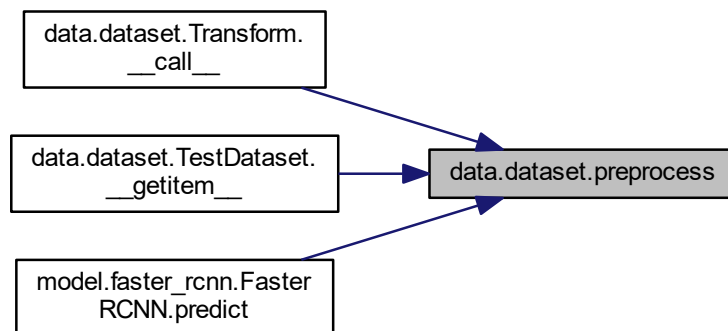 data.dataset.Transform.
__call__
data.dataset.TestDataset.
__getitem__
data.dataset.preprocess
model.faster_rcnn.Faster
RCNN.predict